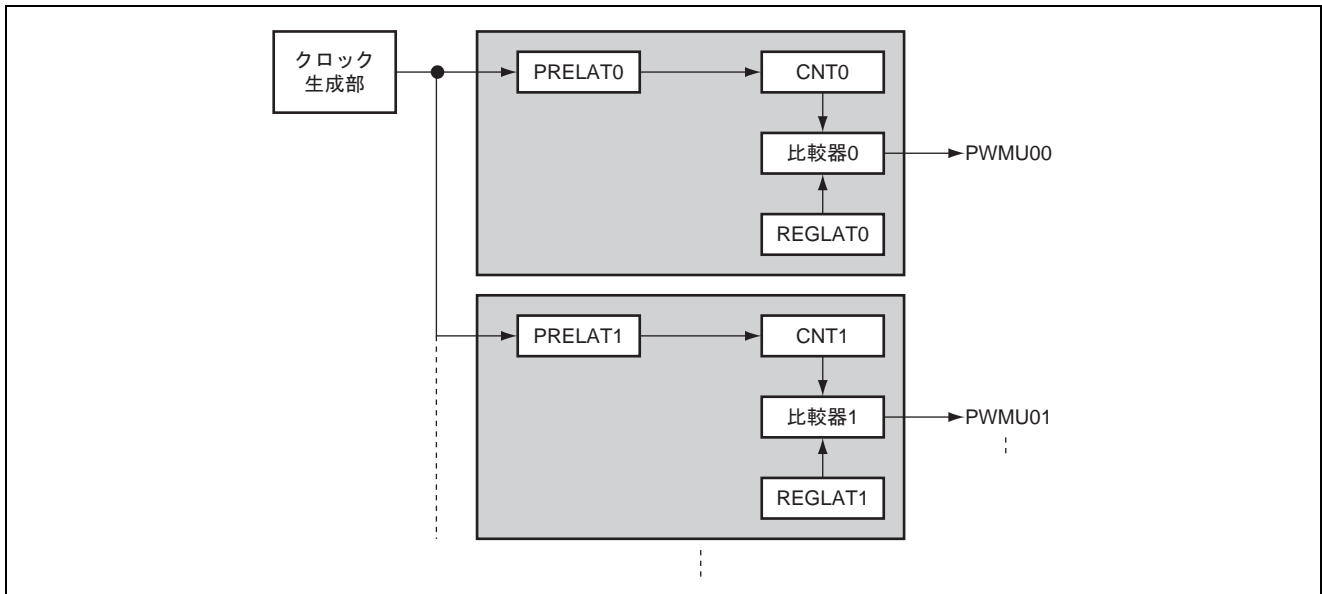 クロック
生成部
PRELAT0
CNT0
比較器0
PWMU00
REGLAT0
PRELAT1
CNT1
比較器1
PWMU01
REGLAT1